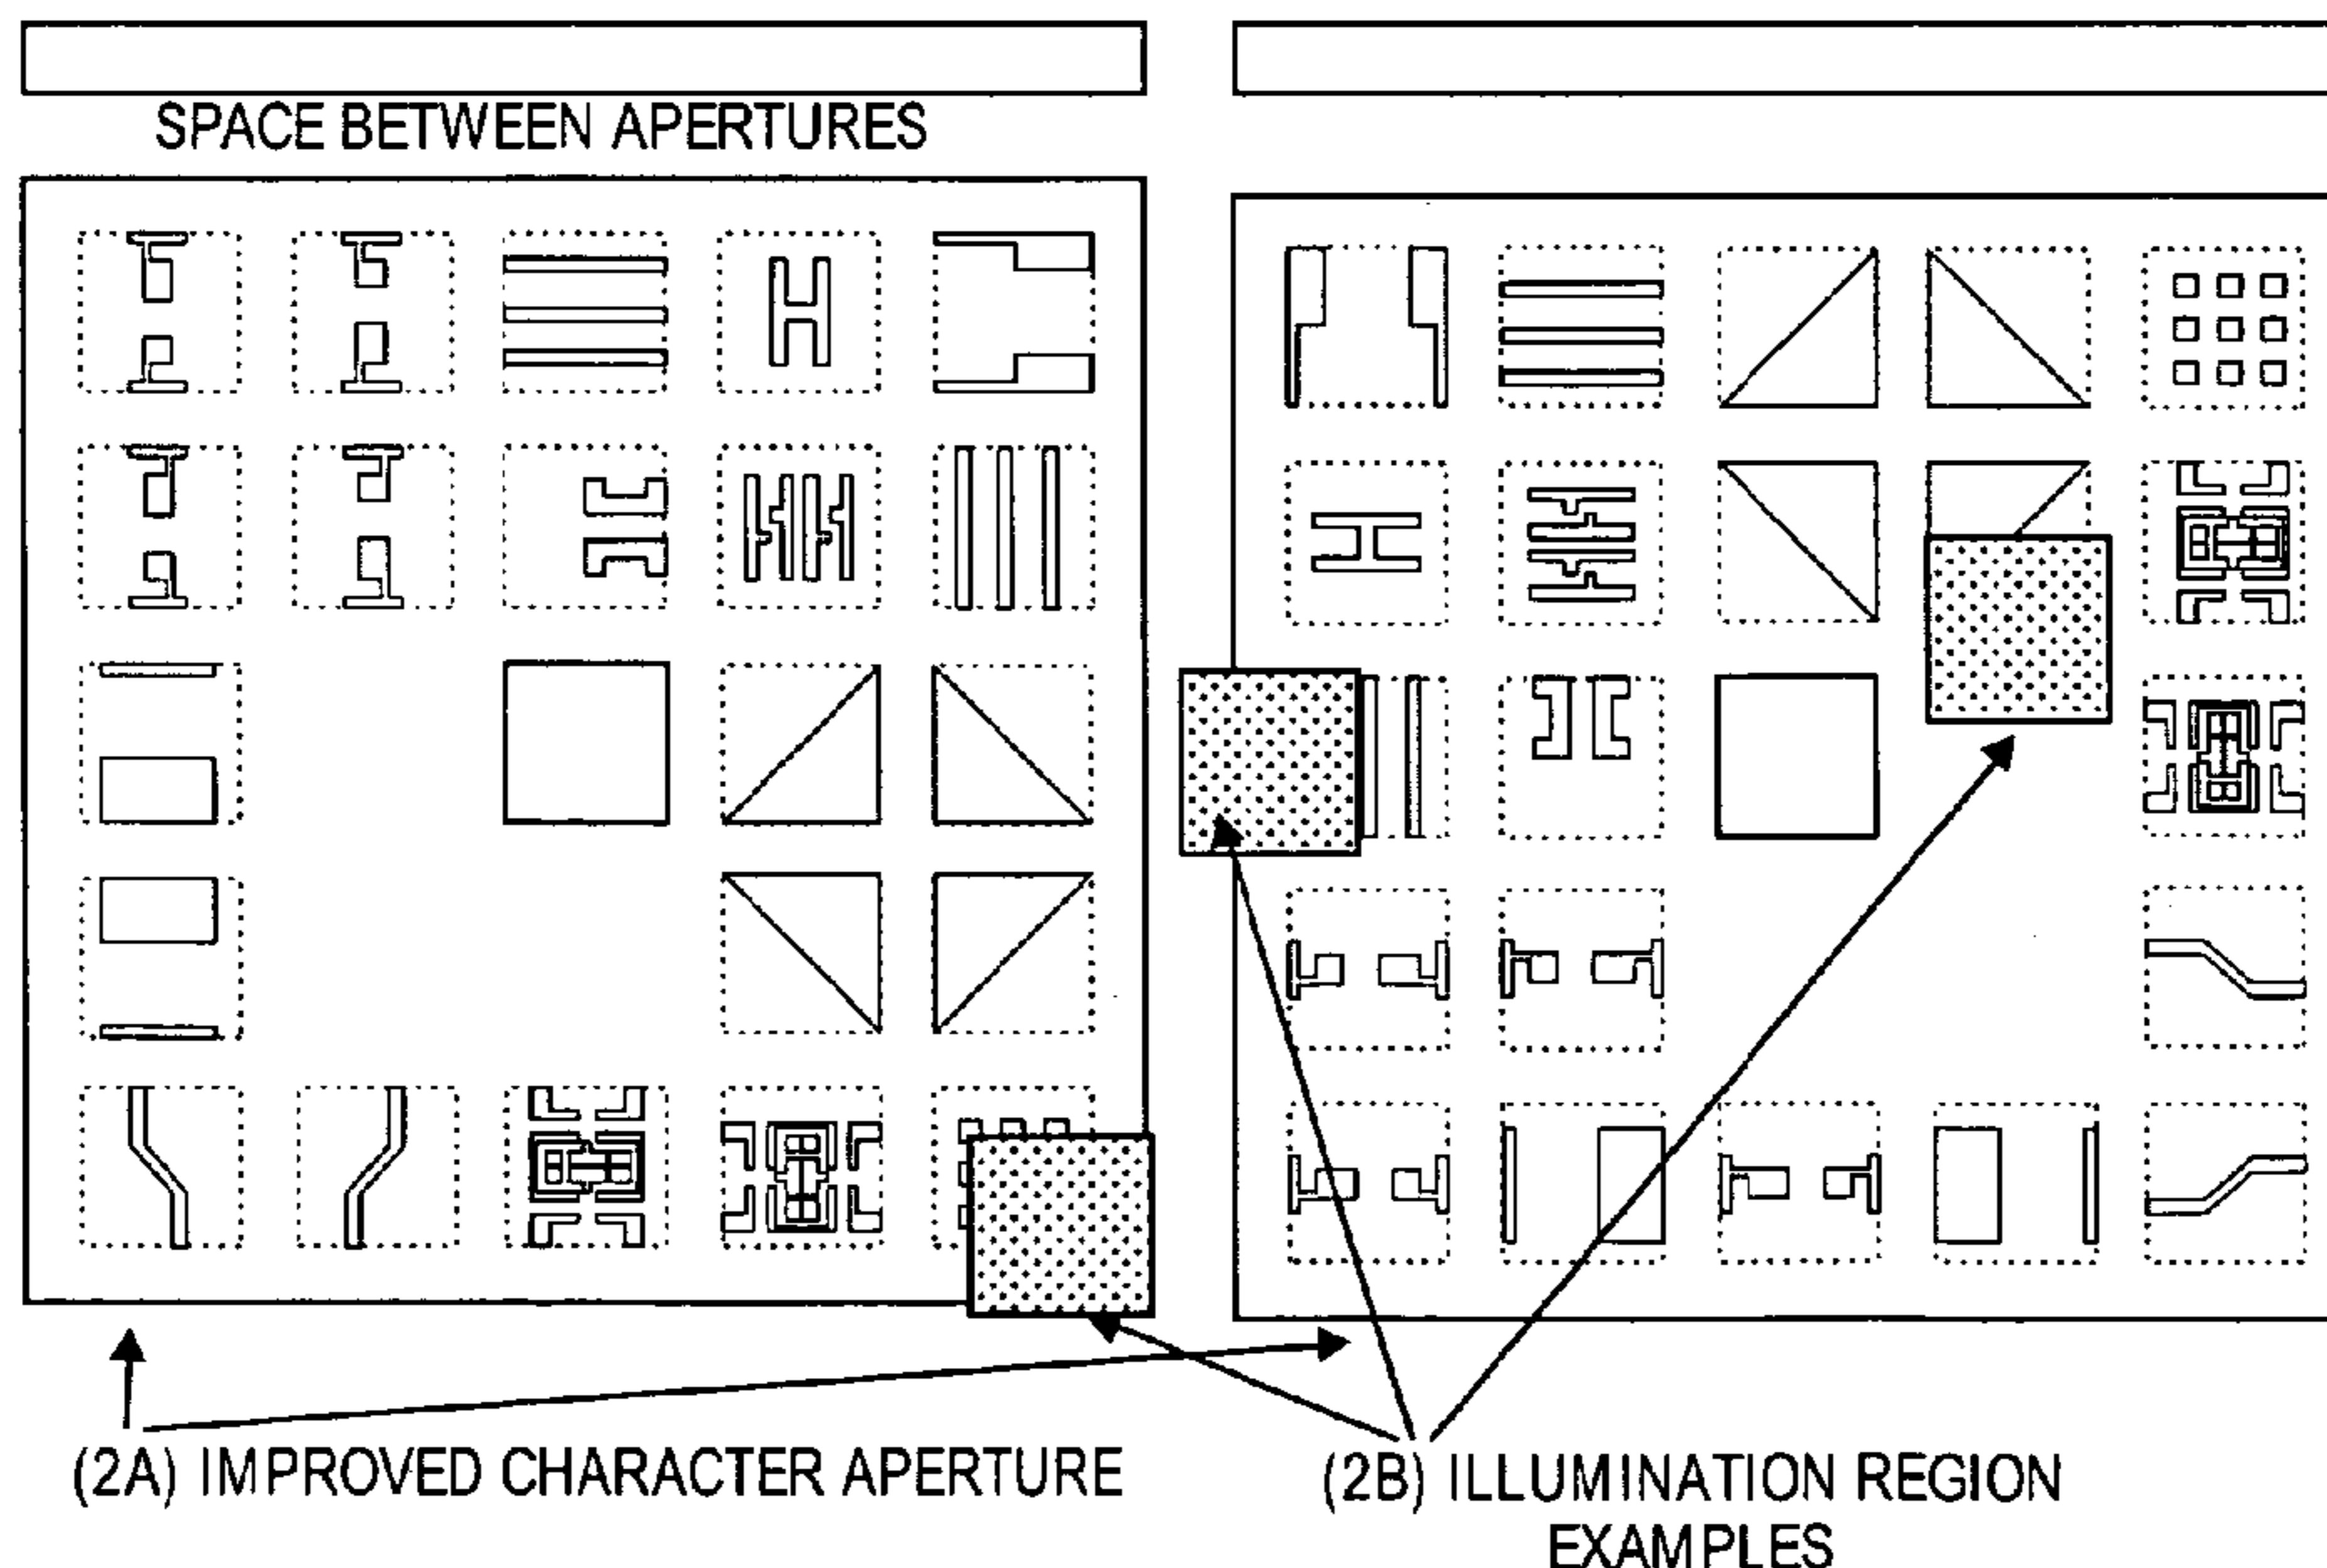 SPACE BETWEEN APERTURES
(2A) IMPROVED CHARACTER APERTURE
(2B) ILLUMINATION REGION
EXAMPLES